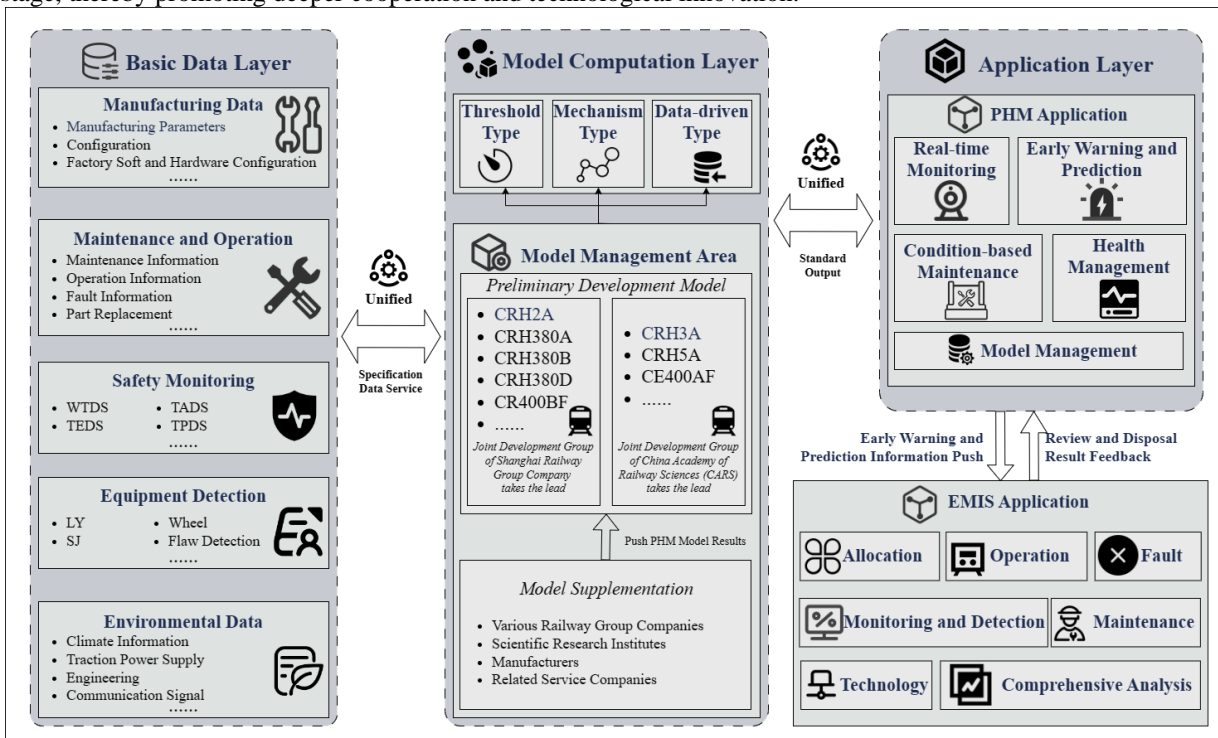 stage, thereby promoting deeper cooperation and technological innovation.
Basic Data Layer
Manufacturing Data
• Manufacturing Parameters
• Configuration
• Factory Soft and Hardware Configuration
......
Maintenance and Operation
• Maintenance Information
• Operation Information
• Fault Information
• Part Replacement
......
Safety Monitoring
• WTDS
• TADS
• TEDS
• TPDS
......
Equipment Detection
• LY
• Wheel
• SJ
• Flaw Detection
......
Environmental Data
• Climate Information
• Traction Power Supply
• Engineering
• Communication Signal
......
Unified
Specification
Data Service
Model Computation Layer
Threshold
Type
Mechanism
Type
Data-driven
Type
Model Management Area
Preliminary Development Model
• CRH2A
• CRH380A
• CRH380B
• CRH380D
• CR400BF
• ......
Joint Development Group
of Shanghai Railway
Group Company
takes the lead
• CRH3A
• CRH5A
• CE400AF
• ......
Joint Development Group
of China Academy of
Railway Sciences (CARS)
takes the lead
Push PHM Model Results
Model Supplementation
• Various Railway Group Companies
• Scientific Research Institutes
• Manufacturers
• Related Service Companies
Unified
Standard
Output
Application Layer
PHM Application
Real-time
Monitoring
Early Warning and
Prediction
Condition-based
Maintenance
Health
Management
Model Management
Early Warning and
Prediction Information Push
Review and Disposal
Result Feedback
EMIS Application
Allocation
Operation
Fault
Monitoring and Detection
Maintenance
Technology
Comprehensive Analysis